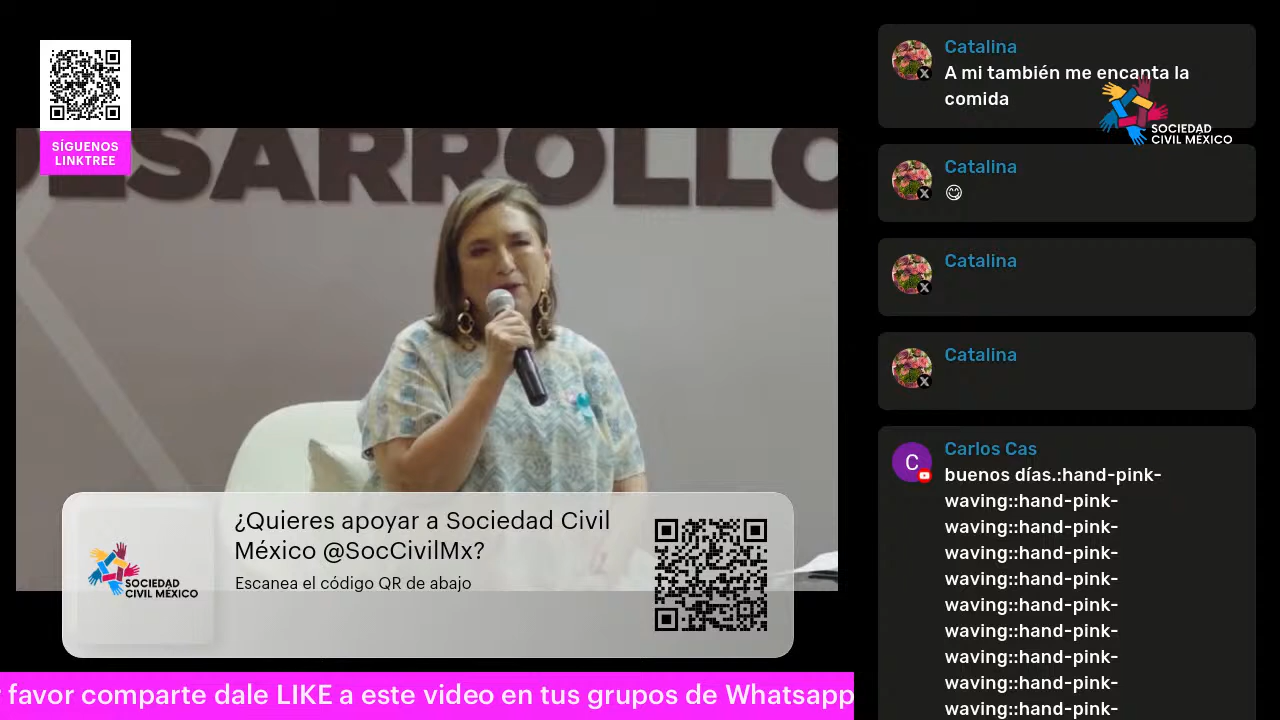 SÍGUENOS
LINKTREE
DESARROLLO
¿Quieres apoyar a Sociedad Civil
México @SocCivilMx?
Escanea el código QR de abajo
SOCIEDAD
CIVIL MÉXICO
favor comparte dale LIKE a este video en tus grupos de Whatsapp
Catalina
A mi también me encanta la
comida
SOCIEDAD
CIVIL MÉXICO
Catalina
😋
Catalina
Catalina
C
Carlos Cas
buenos días.:hand-pink-
waving::hand-pink-
waving::hand-pink-
waving::hand-pink-
waving::hand-pink-
waving::hand-pink-
waving::hand-pink-
waving::hand-pink-
waving::hand-pink-
waving::hand-pink-